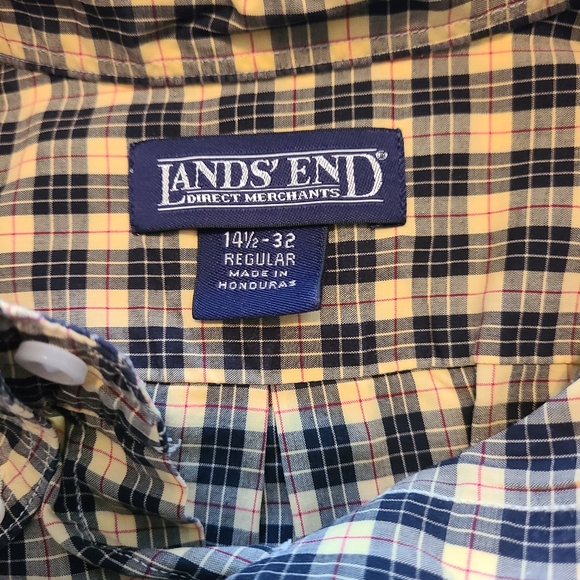 LANDS' END®
DIRECT MERCHANTS
14½-32
REGULAR
MADE IN
HONDURAS